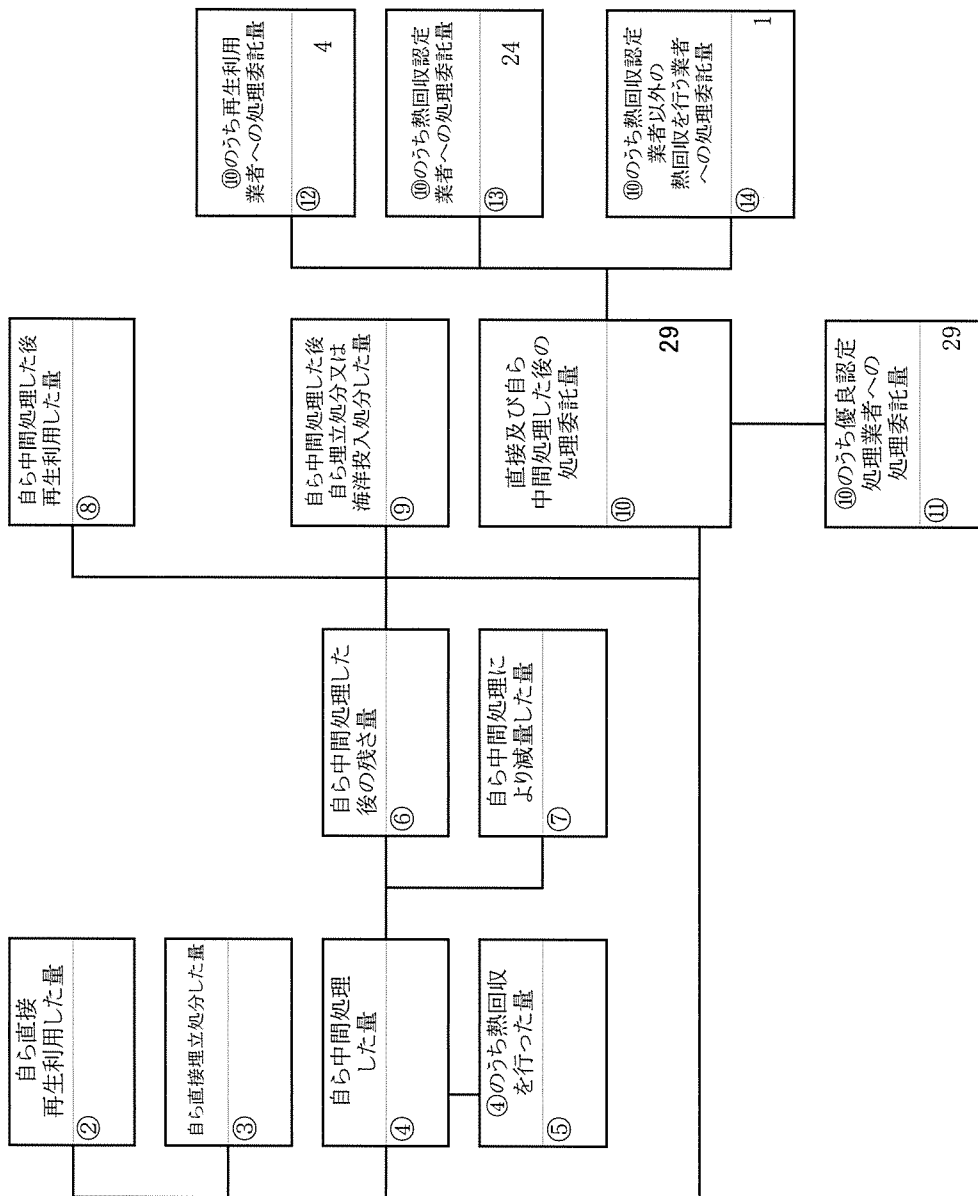 自ら直接
再生利用した量
②
自ら直接埋立処分した量
③
自ら中間処理
した量
④
④のうち熱回収
を行った量
⑤
自ら中間処理した
後の残さ量
⑥
自ら中間処理に
より減量した量
⑦
自ら中間処理した後
再生利用した量
⑧
自ら中間処理した後
自ら埋立処分又は
海洋投入処分した量
⑨
直接及び自ら
中間処理した後の
処理委託量
⑩
29
⑩のうち優良認定
処理業者への
処理委託量
⑪
29
⑩のうち再生利用
業者への処理委託量
⑫
4
⑩のうち熱回収認定
業者への処理委託量
⑬
24
⑩のうち熱回収認定
業者以外の
熱回収を行う業者
への処理委託量
⑭
1